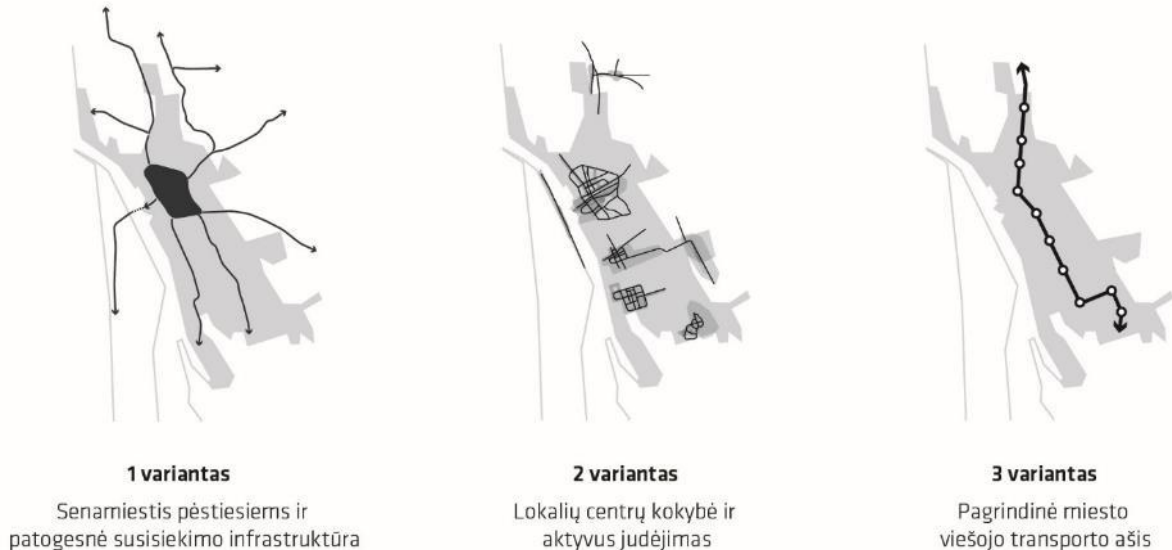 1 variantas
Senamiestis pėstiesiems ir
patogesnė susisiekimo infrastruktūra
2 variantas
Lokalių centrų kokybė ir
aktyvus judėjimas
3 variantas
Pagrindinė miesto
viešojo transporto ašis